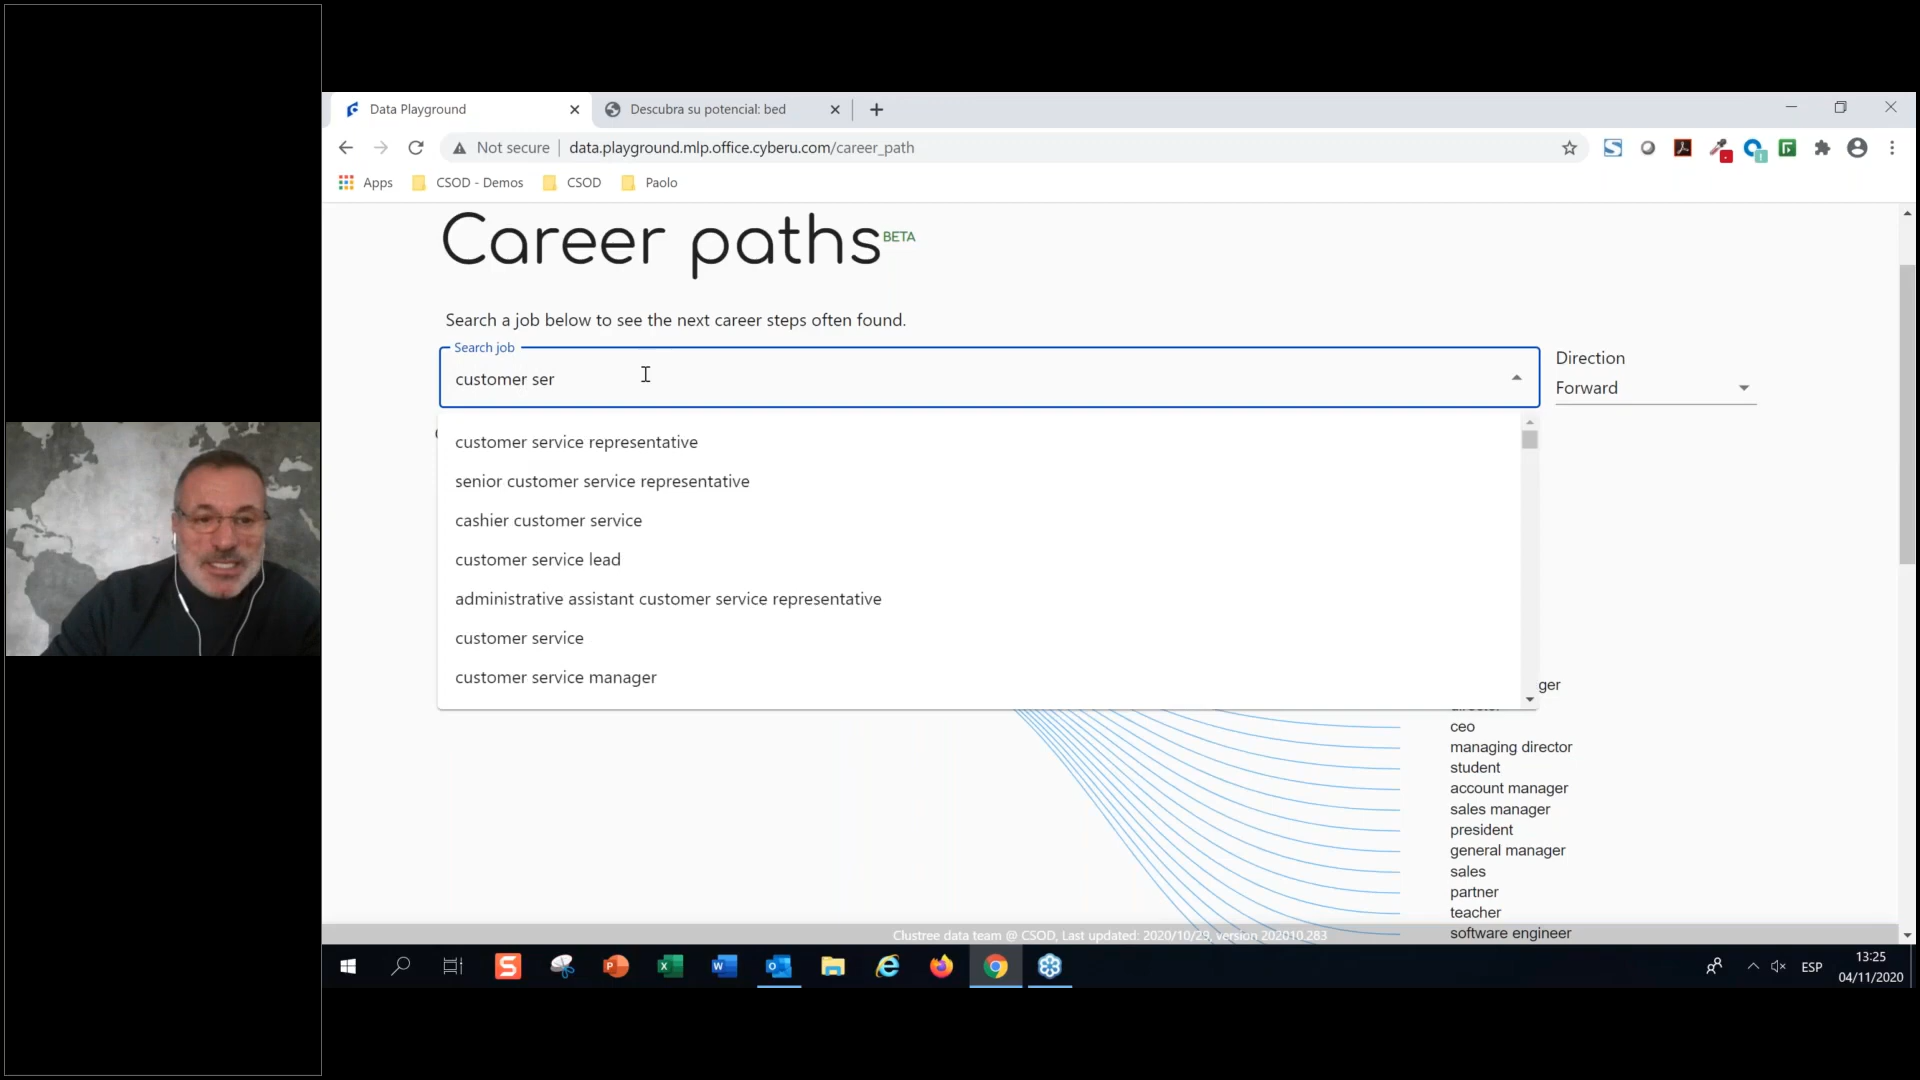 Data Playground
Descubra su potencial: bed
Not secure
data.playground.mlp.office.cyberu.com/career_path
Apps
CSOD - Demos
CSOD
Paolo
Career paths BETA
Search a job below to see the next career steps often found.
Search job
customer ser
Direction
Forward
customer service representative
senior customer service representative
cashier customer service
customer service lead
administrative assistant customer service representative
customer service
customer service manager
ger
ceo
managing director
student
account manager
sales manager
president
general manager
sales
partner
teacher
software engineer
Clustree data team @ CSOD, Last updated: 2020/10/29, version 202010.283
ESP
13:25
04/11/2020